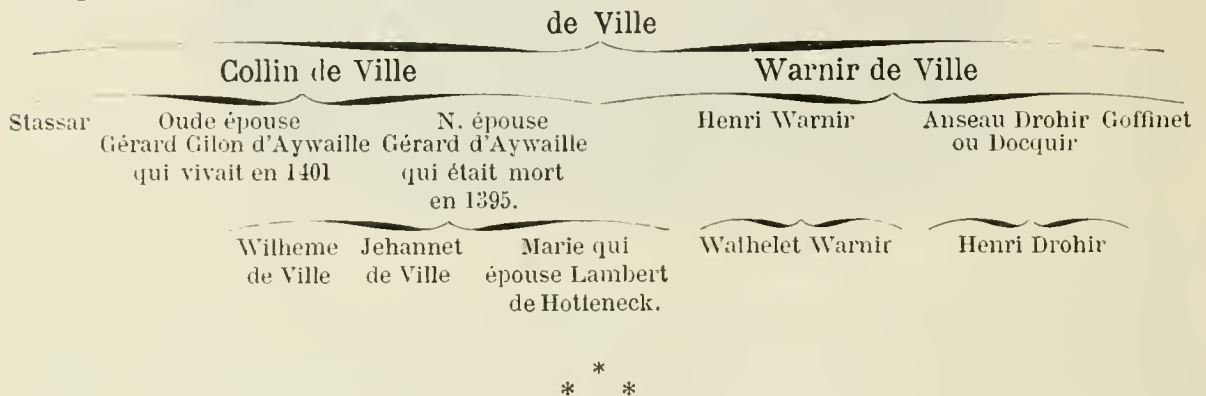 de Ville
Collin de Ville Warnir de Ville
Stassar Oude épouse N. épouse Henri Warnir Anseau Drohir Goffinet
Gérard Gilon d'Aywaille Gérard d'Aywaille ou Docquir
qui vivait en 1401 qui était mort
en 1395.
Wilheme Jehannet Marie qui Walhelet Warnir Henri Drohir
de Ville de Ville épouse Lambert
de Hotteneck.
*
* *